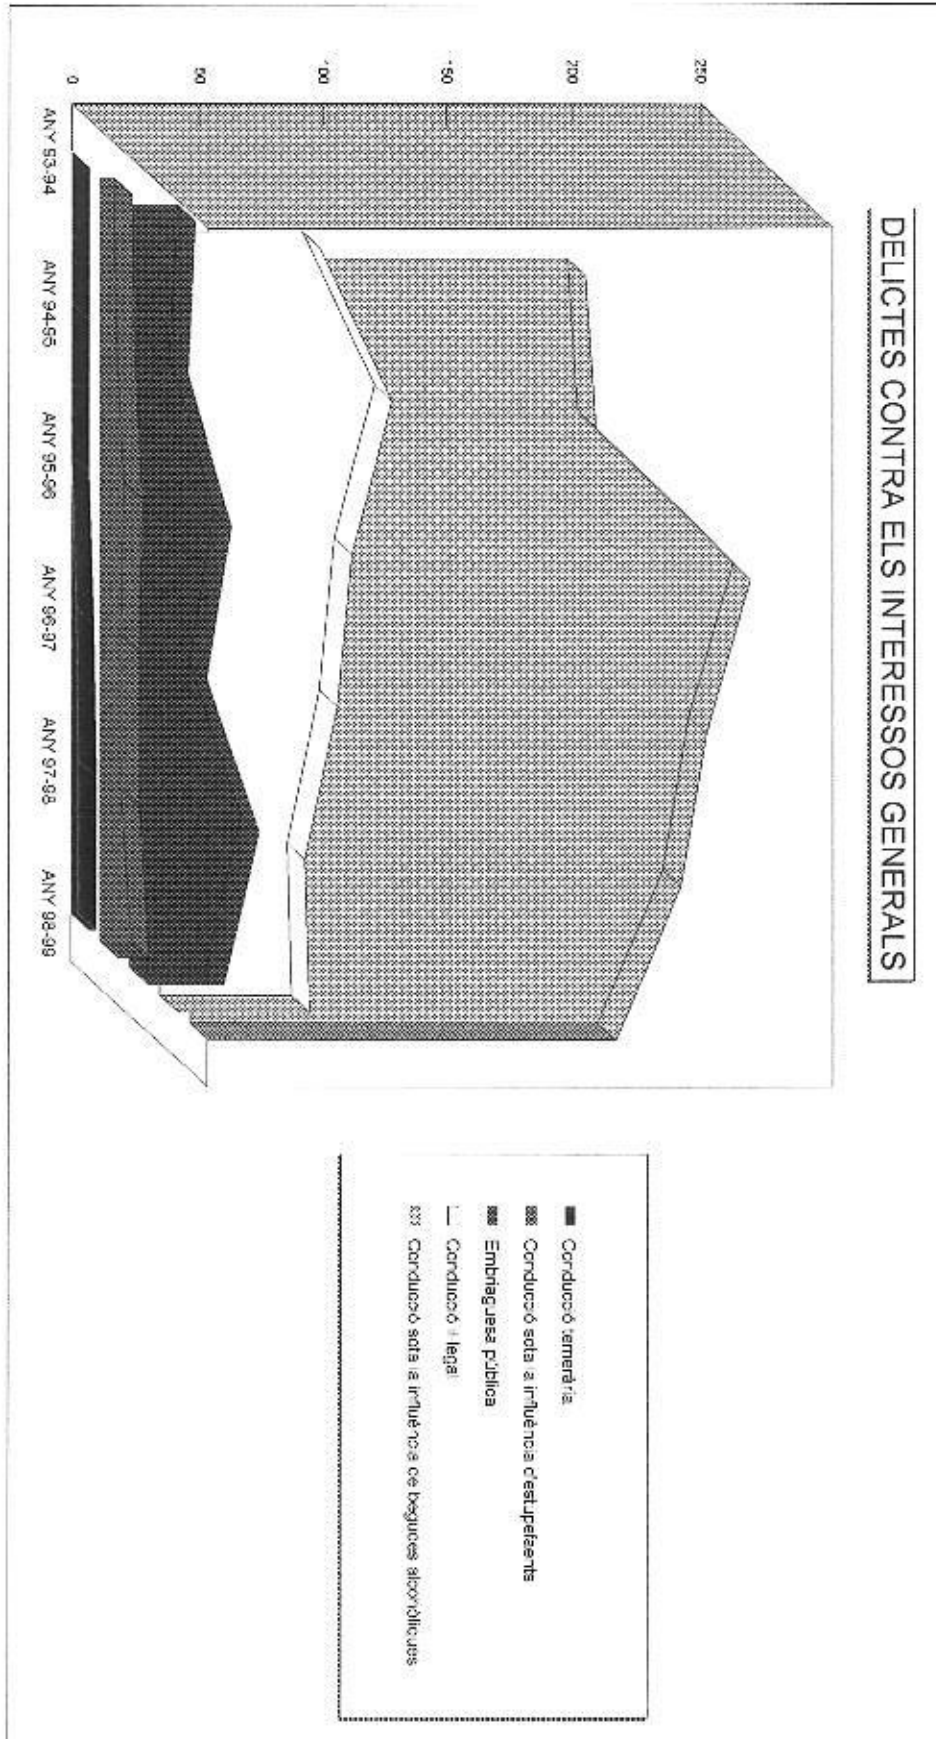 DELICTES CONTRA ELS INTERESSOS GENERALS
250
200
150
100
50
0
ANY 93-94
ANY 94-95
ANY 95-96
ANY 96-97
ANY 97-98
ANY 98-99
Conducció temerària
Conducció sota la influència d'estupefaents
Embriaguesa pública
Conducció il·legal
Conducció sota la influència de begudes alcohòliques